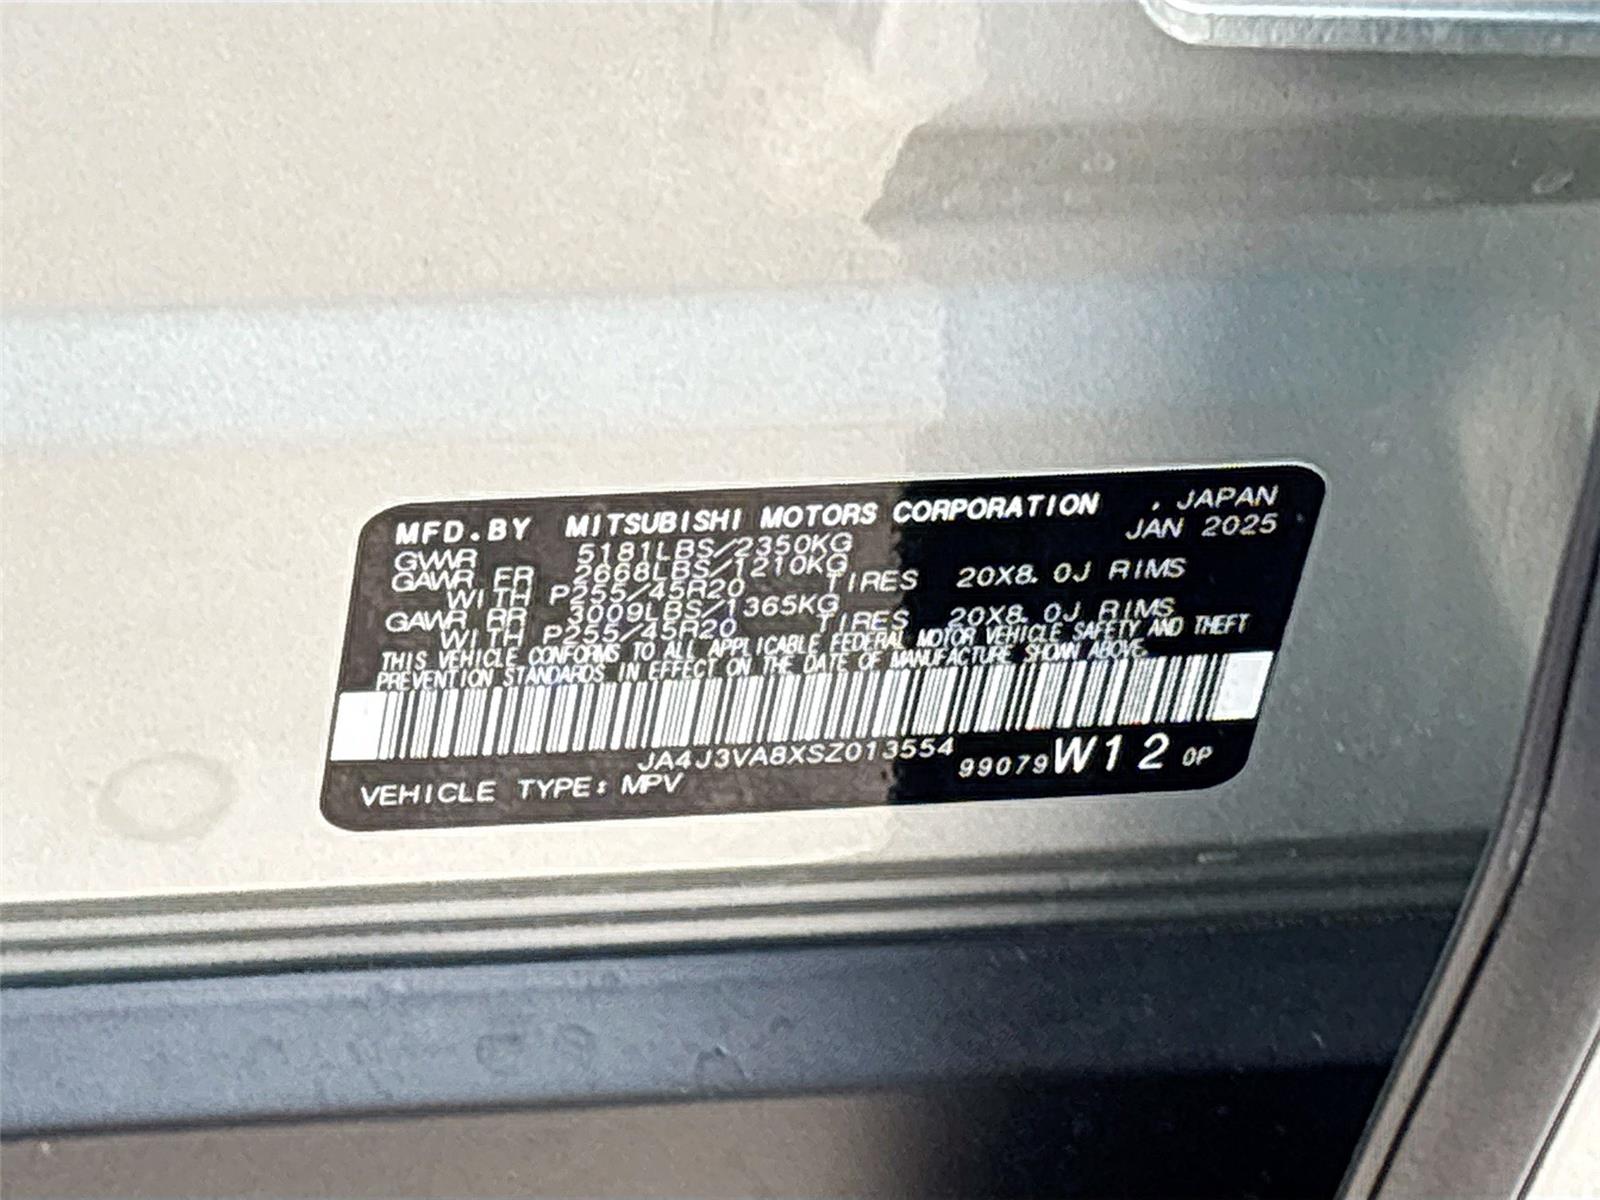 MFD.BY MITSUBISHI MOTORS CORPORATION , JAPAN
JAN 2025
GVWR 5181LBS/2350KG
GAWR FR 2668LBS/1210KG
WITH P255/45R20 TIRES 20X8.0J RIMS
GAWR RR 3009LBS/1365KG
WITH P255/45R20 TIRES 20X8.0J RIMS
THIS VEHICLE CONFORMS TO ALL APPLICABLE FEDERAL MOTOR VEHICLE SAFETY AND THEFT
PREVENTION STANDARDS IN EFFECT ON THE DATE OF MANUFACTURE SHOWN ABOVE.
JA4J3VA8XSZ013554
99079 W12 0P
VEHICLE TYPE: MPV